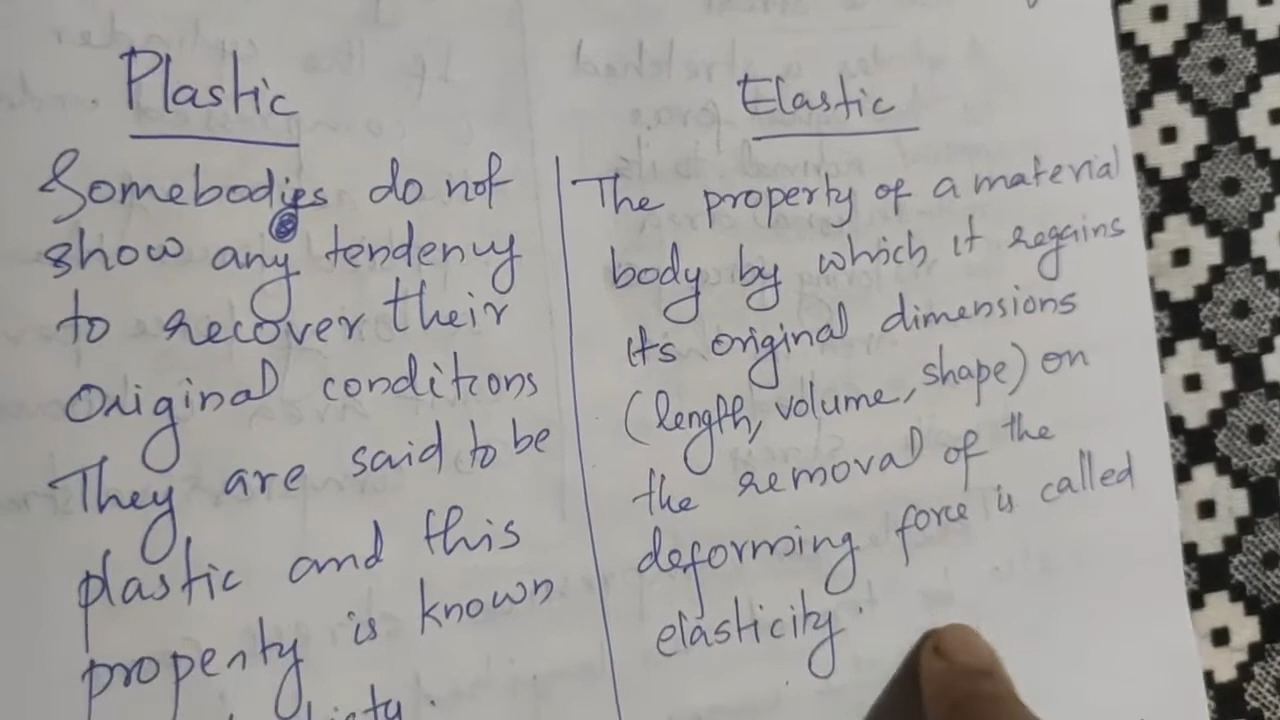 Plastic
Somebodies do not
show any tendency
to recover their
Original conditions
They are said to be
plastic and this
property is known
Elastic
The property of a material
body by which it regains
its original dimensions
(length, volume, shape) on
the removal of the
deforming force is called
elasticity.